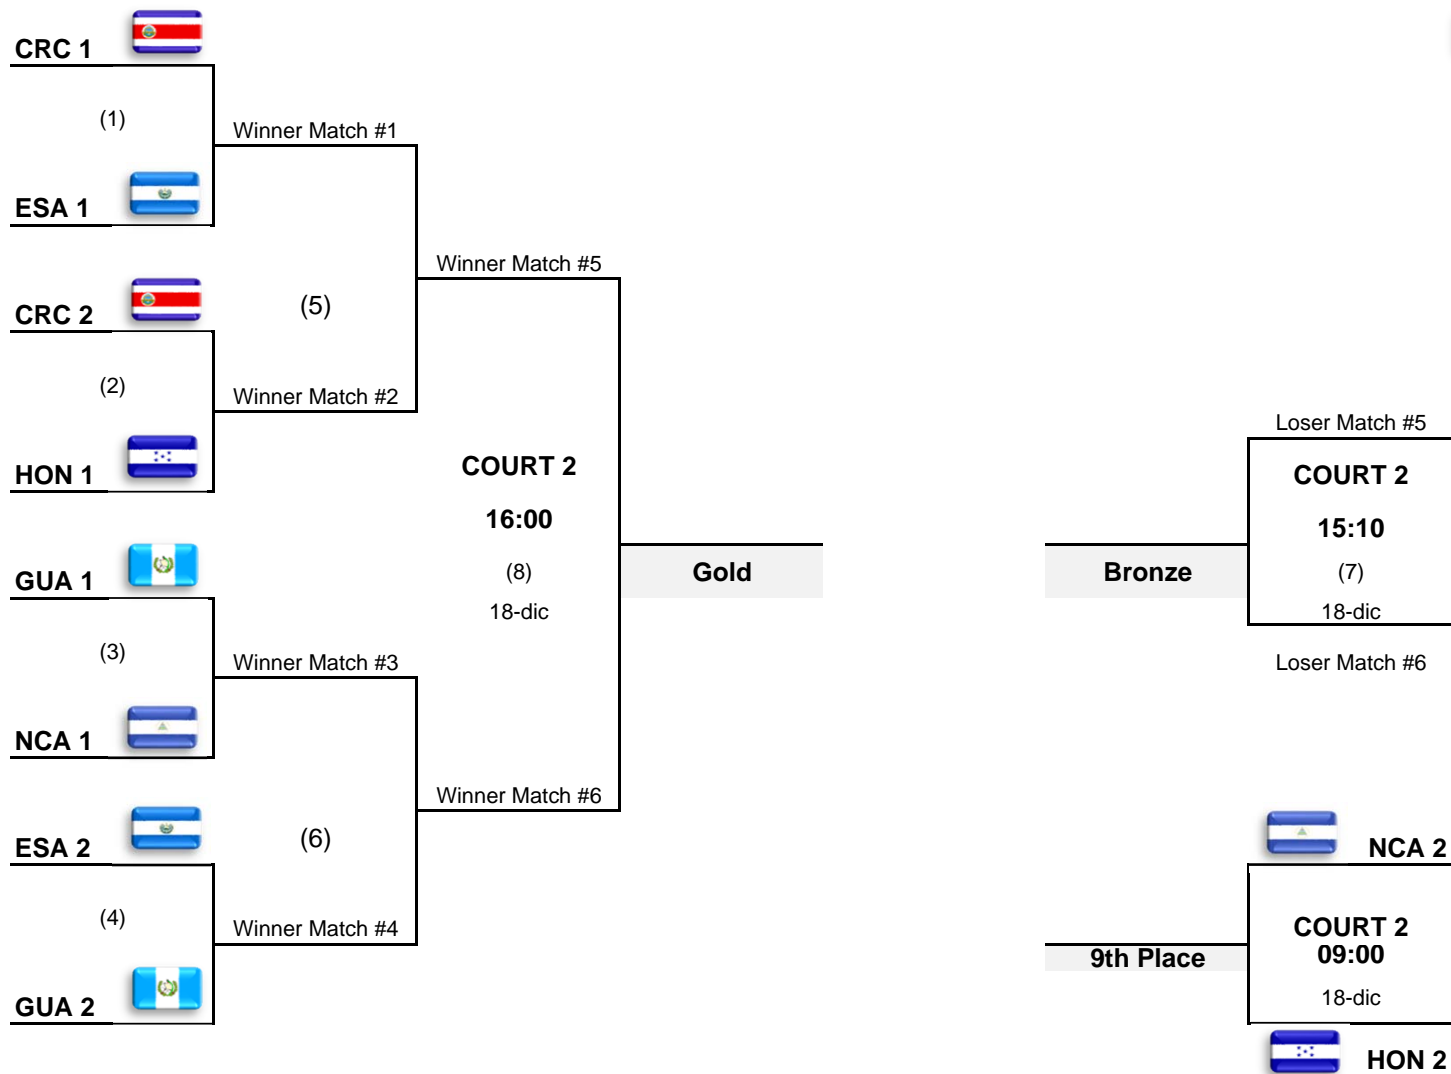 CRC 1
(1)
Winner Match #1
ESA 1
Winner Match #5
CRC 2
(5)
(2)
Winner Match #2
HON 1
COURT 2
16:00
(8)
18-dic
Gold
GUA 1
(3)
Winner Match #3
NCA 1
Winner Match #6
ESA 2
(6)
(4)
Winner Match #4
GUA 2
Loser Match #5
COURT 2
15:10
Bronze
(7)
18-dic
Loser Match #6
NCA 2
COURT 2
09:00
9th Place
18-dic
HON 2